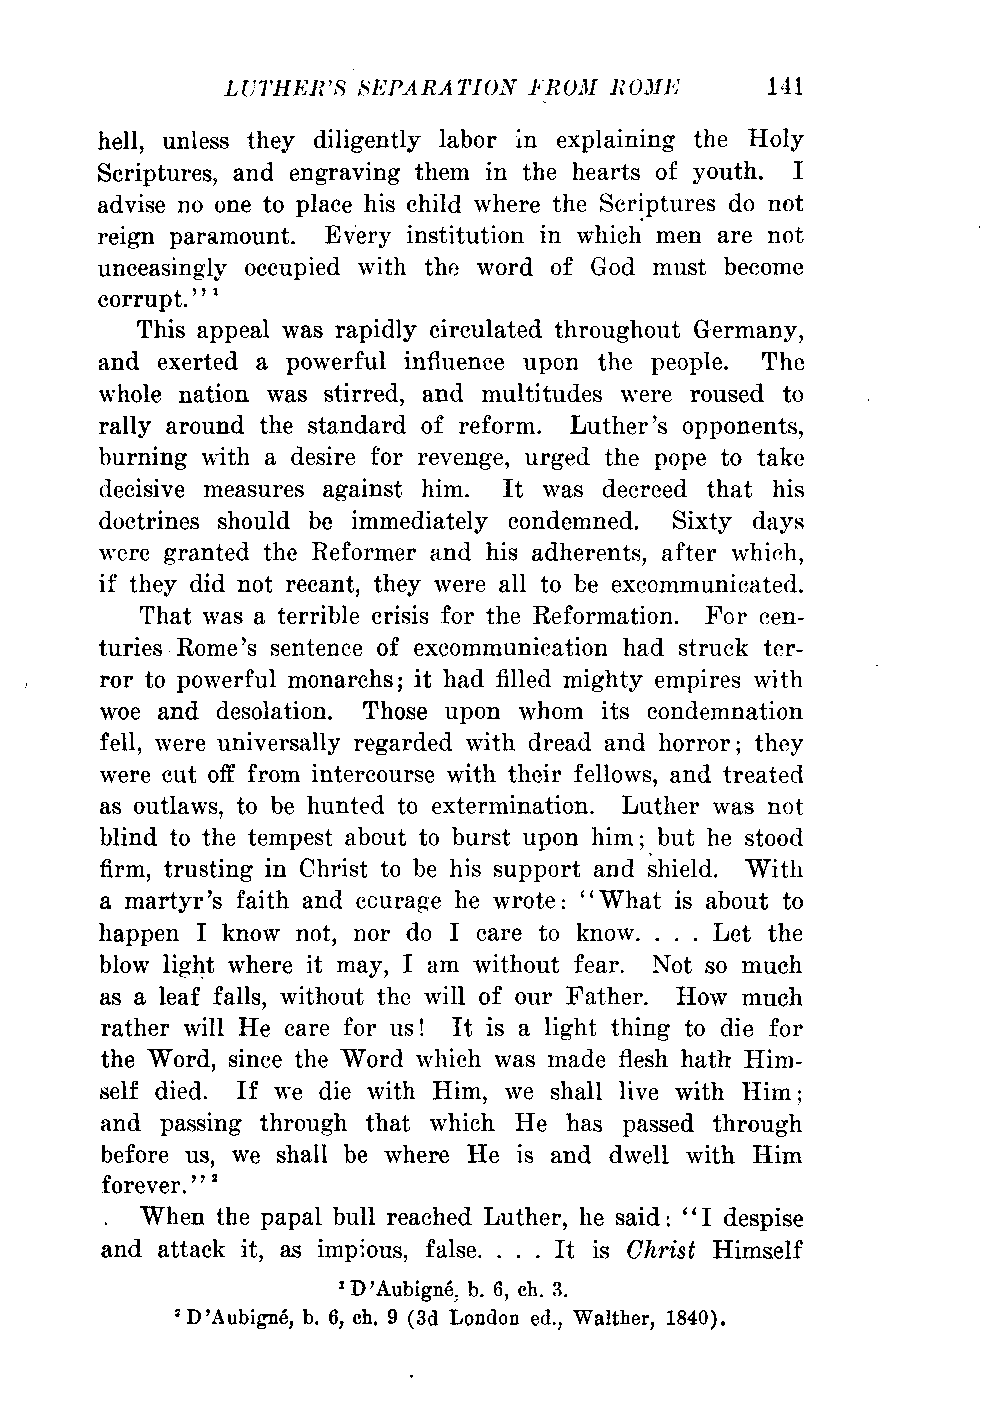 LUTHER'S SEPARATION FROM ROME 141
hell, unless they diligently labor in explaining the Holy
Scriptures, and engraving them in the hearts of youth. I
advise no one to place his child where the Scriptures do not
reign paramount. Every institution in which men are not
unceasingly occupied with the word of God must become
corrupt."¹
This appeal was rapidly circulated throughout Germany,
and exerted a powerful influence upon the people. The
whole nation was stirred, and multitudes were roused to
rally around the standard of reform. Luther's opponents,
burning with a desire for revenge, urged the pope to take
decisive measures against him. It was decreed that his
doctrines should be immediately condemned. Sixty days
were granted the Reformer and his adherents, after which,
if they did not recant, they were all to be excommunicated.
That was a terrible crisis for the Reformation. For cen-
turies Rome's sentence of excommunication had struck ter-
ror to powerful monarchs; it had filled mighty empires with
woe and desolation. Those upon whom its condemnation
fell, were universally regarded with dread and horror; they
were cut off from intercourse with their fellows, and treated
as outlaws, to be hunted to extermination. Luther was not
blind to the tempest about to burst upon him; but he stood
firm, trusting in Christ to be his support and shield. With
a martyr's faith and courage he wrote: "What is about to
happen I know not, nor do I care to know. . . . Let the
blow light where it may, I am without fear. Not so much
as a leaf falls, without the will of our Father. How much
rather will He care for us! It is a light thing to die for
the Word, since the Word which was made flesh hath Him-
self died. If we die with Him, we shall live with Him;
and passing through that which He has passed through
before us, we shall be where He is and dwell with Him
forever."²
When the papal bull reached Luther, he said: "I despise
and attack it, as impious, false. . . . It is Christ Himself
¹ D'Aubigné, b. 6, ch. 3.
² D'Aubigné, b. 6, ch. 9 (3d London ed., Walther, 1840).